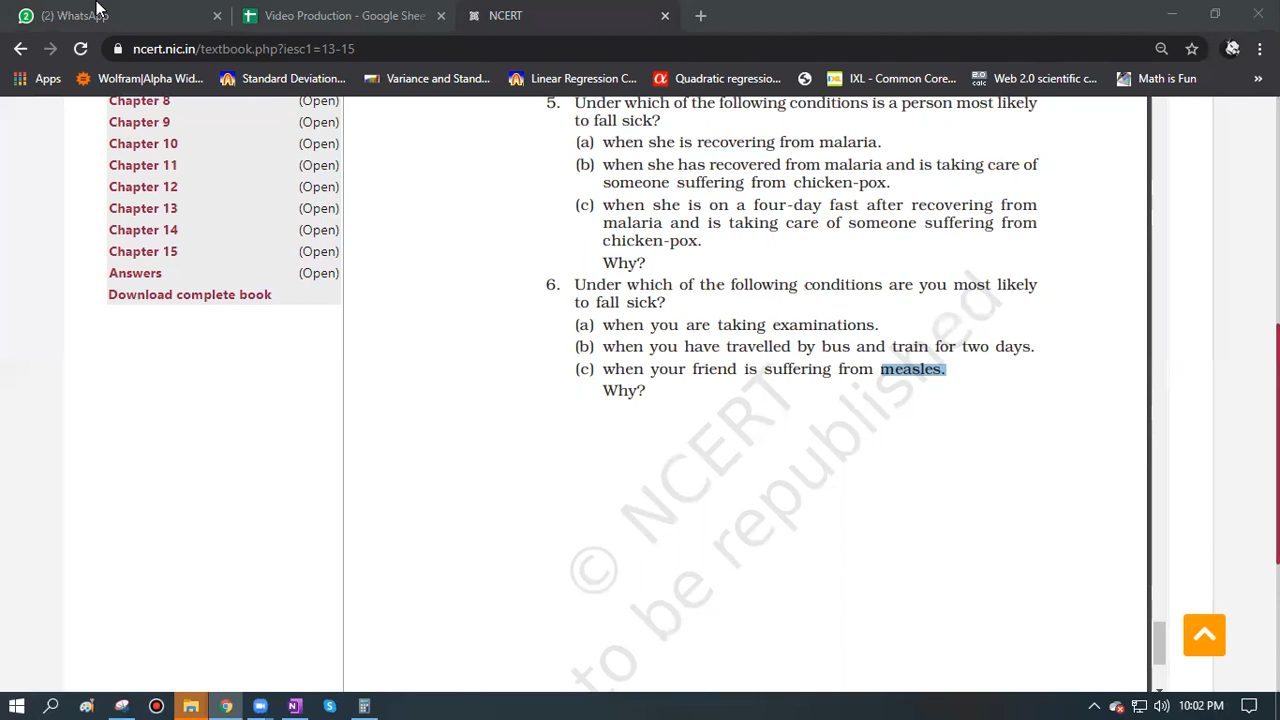 (2) WhatsApp
Video Production - Google Shee
NCERT
ncert.nic.in/textbook.php?iesc1=13-15
Apps
Wolfram|Alpha Wid...
Standard Deviation...
Variance and Stand...
Linear Regression C...
Quadratic regressio...
IXL - Common Core...
Web 2.0 scientific c...
Math is Fun
»
Chapter 8 (Open)
Chapter 9 (Open)
Chapter 10 (Open)
Chapter 11 (Open)
Chapter 12 (Open)
Chapter 13 (Open)
Chapter 14 (Open)
Chapter 15 (Open)
Answers (Open)
Download complete book
5. Under which of the following conditions is a person most likely
to fall sick?
(a) when she is recovering from malaria.
(b) when she has recovered from malaria and is taking care of
someone suffering from chicken-pox.
(c) when she is on a four-day fast after recovering from
malaria and is taking care of someone suffering from
chicken-pox.
Why?
6. Under which of the following conditions are you most likely
to fall sick?
(a) when you are taking examinations.
(b) when you have travelled by bus and train for two days.
(c) when your friend is suffering from measles.
Why?
© NCERT
to be republished
10:02 PM